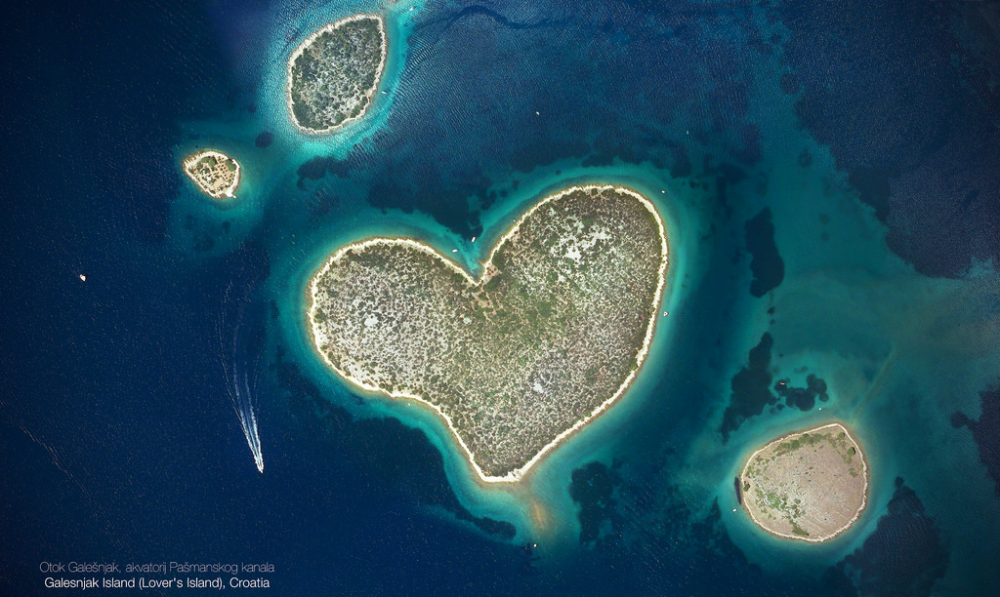 Otok Galešnjak, akvatorij Pašmanskog kanala
Galesnjak Island (Lover's Island), Croatia